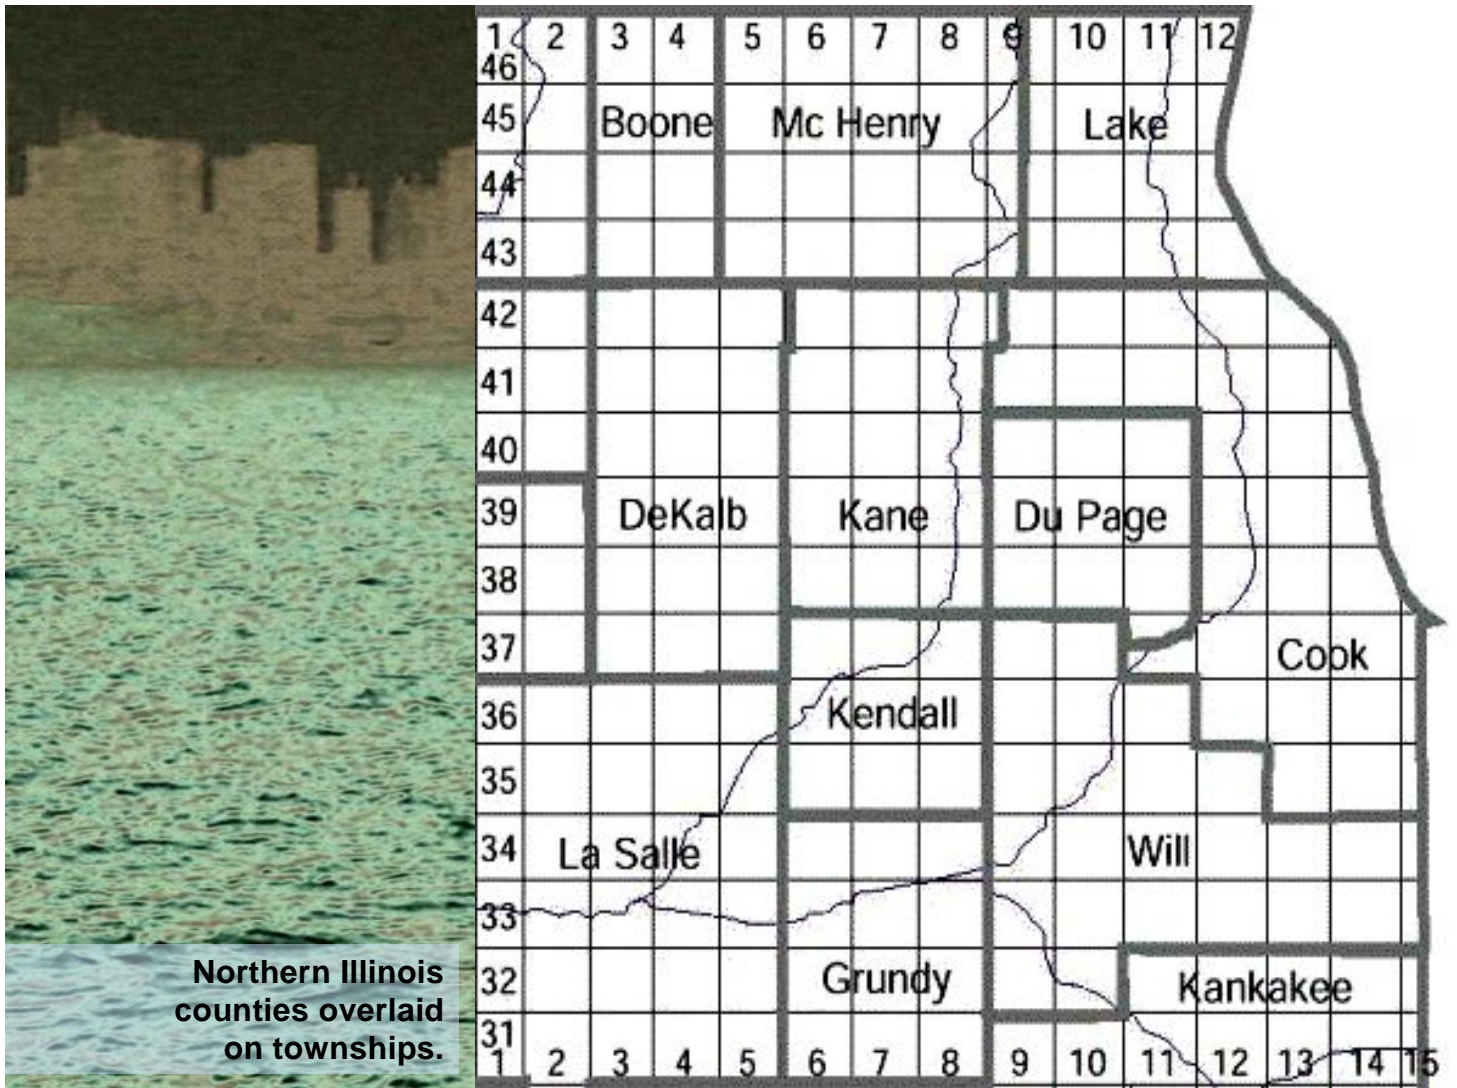 1 2 3 4 5 6 7 8 9 10 11 12
46
45 Boone Mc Henry Lake
44
43
42
41
40
39 DeKalb Kane Du Page
38
37 Cook
36 Kendall
35
34 La Salle Will
33
32 Grundy Kankakee
31
1 2 3 4 5 6 7 8 9 10 11 12 13 14 15
Northern Illinois
counties overlaid
on townships.